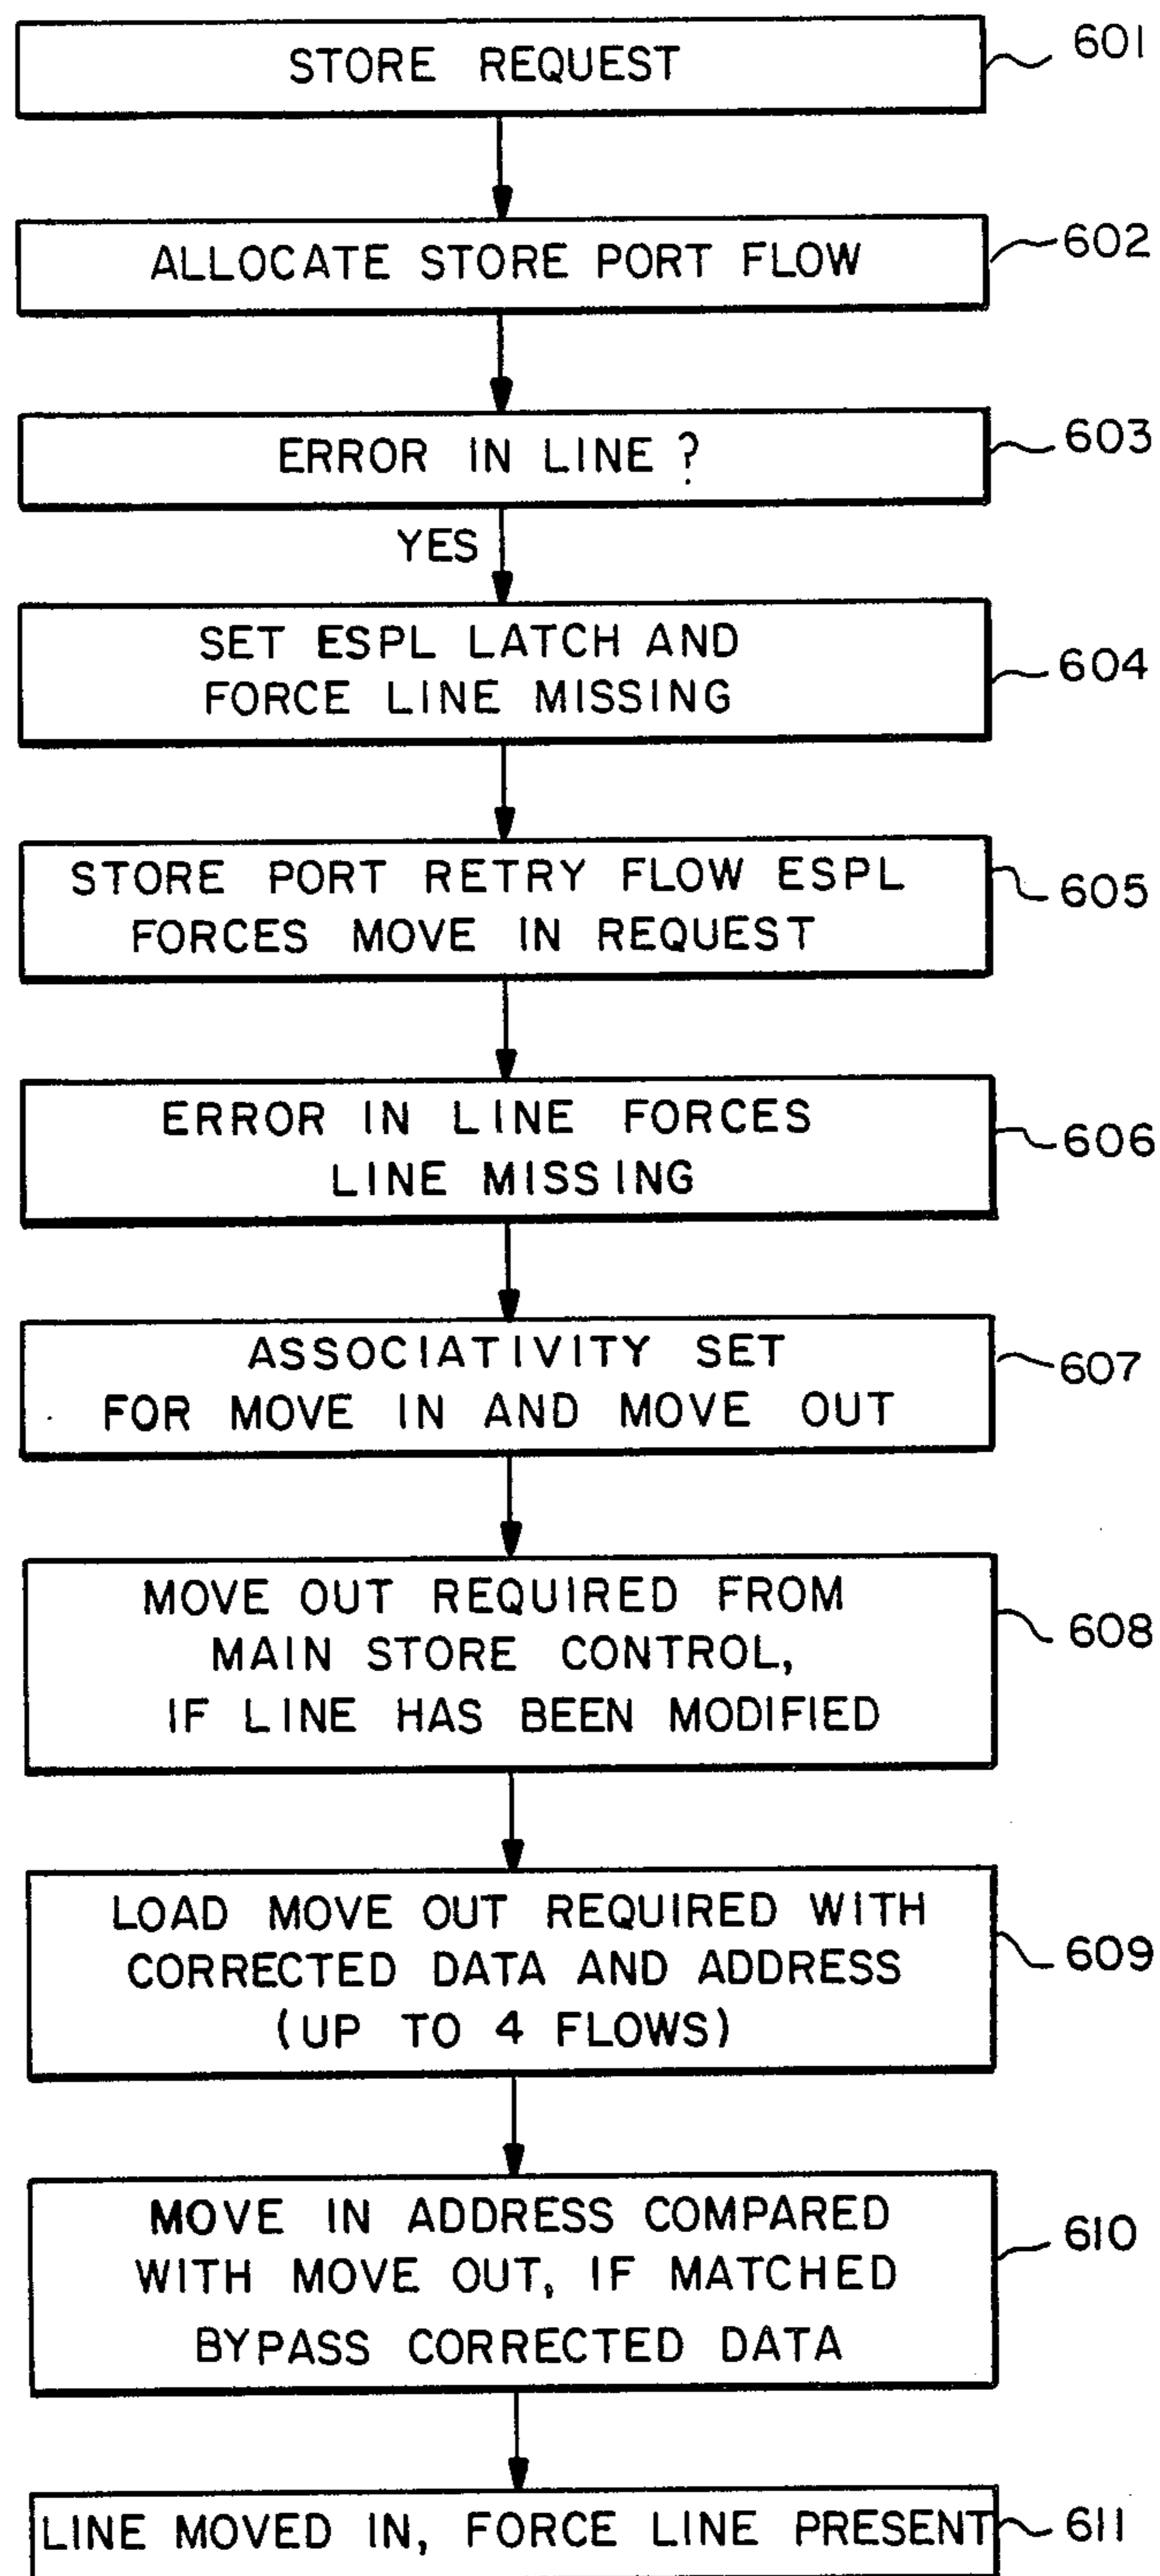 STORE REQUEST
601
ALLOCATE STORE PORT FLOW
602
ERROR IN LINE ?
603
YES
SET ESPL LATCH AND
FORCE LINE MISSING
604
STORE PORT RETRY FLOW ESPL
FORCES MOVE IN REQUEST
605
ERROR IN LINE FORCES
LINE MISSING
606
ASSOCIATIVITY SET
FOR MOVE IN AND MOVE OUT
607
MOVE OUT REQUIRED FROM
MAIN STORE CONTROL,
IF LINE HAS BEEN MODIFIED
608
LOAD MOVE OUT REQUIRED WITH
CORRECTED DATA AND ADDRESS
(UP TO 4 FLOWS)
609
MOVE IN ADDRESS COMPARED
WITH MOVE OUT, IF MATCHED
BYPASS CORRECTED DATA
610
LINE MOVED IN, FORCE LINE PRESENT
611